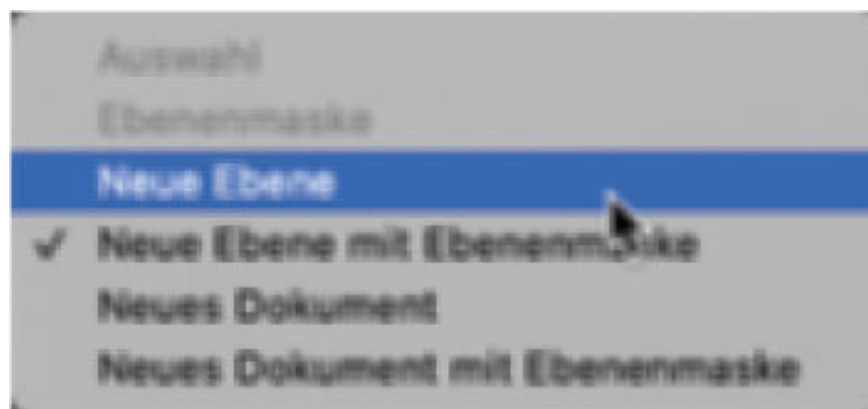 Auswahl
Ebenenmaske
Neue Ebene
✓ Neue Ebene mit Ebenenmaske
Neues Dokument
Neues Dokument mit Ebenenmaske